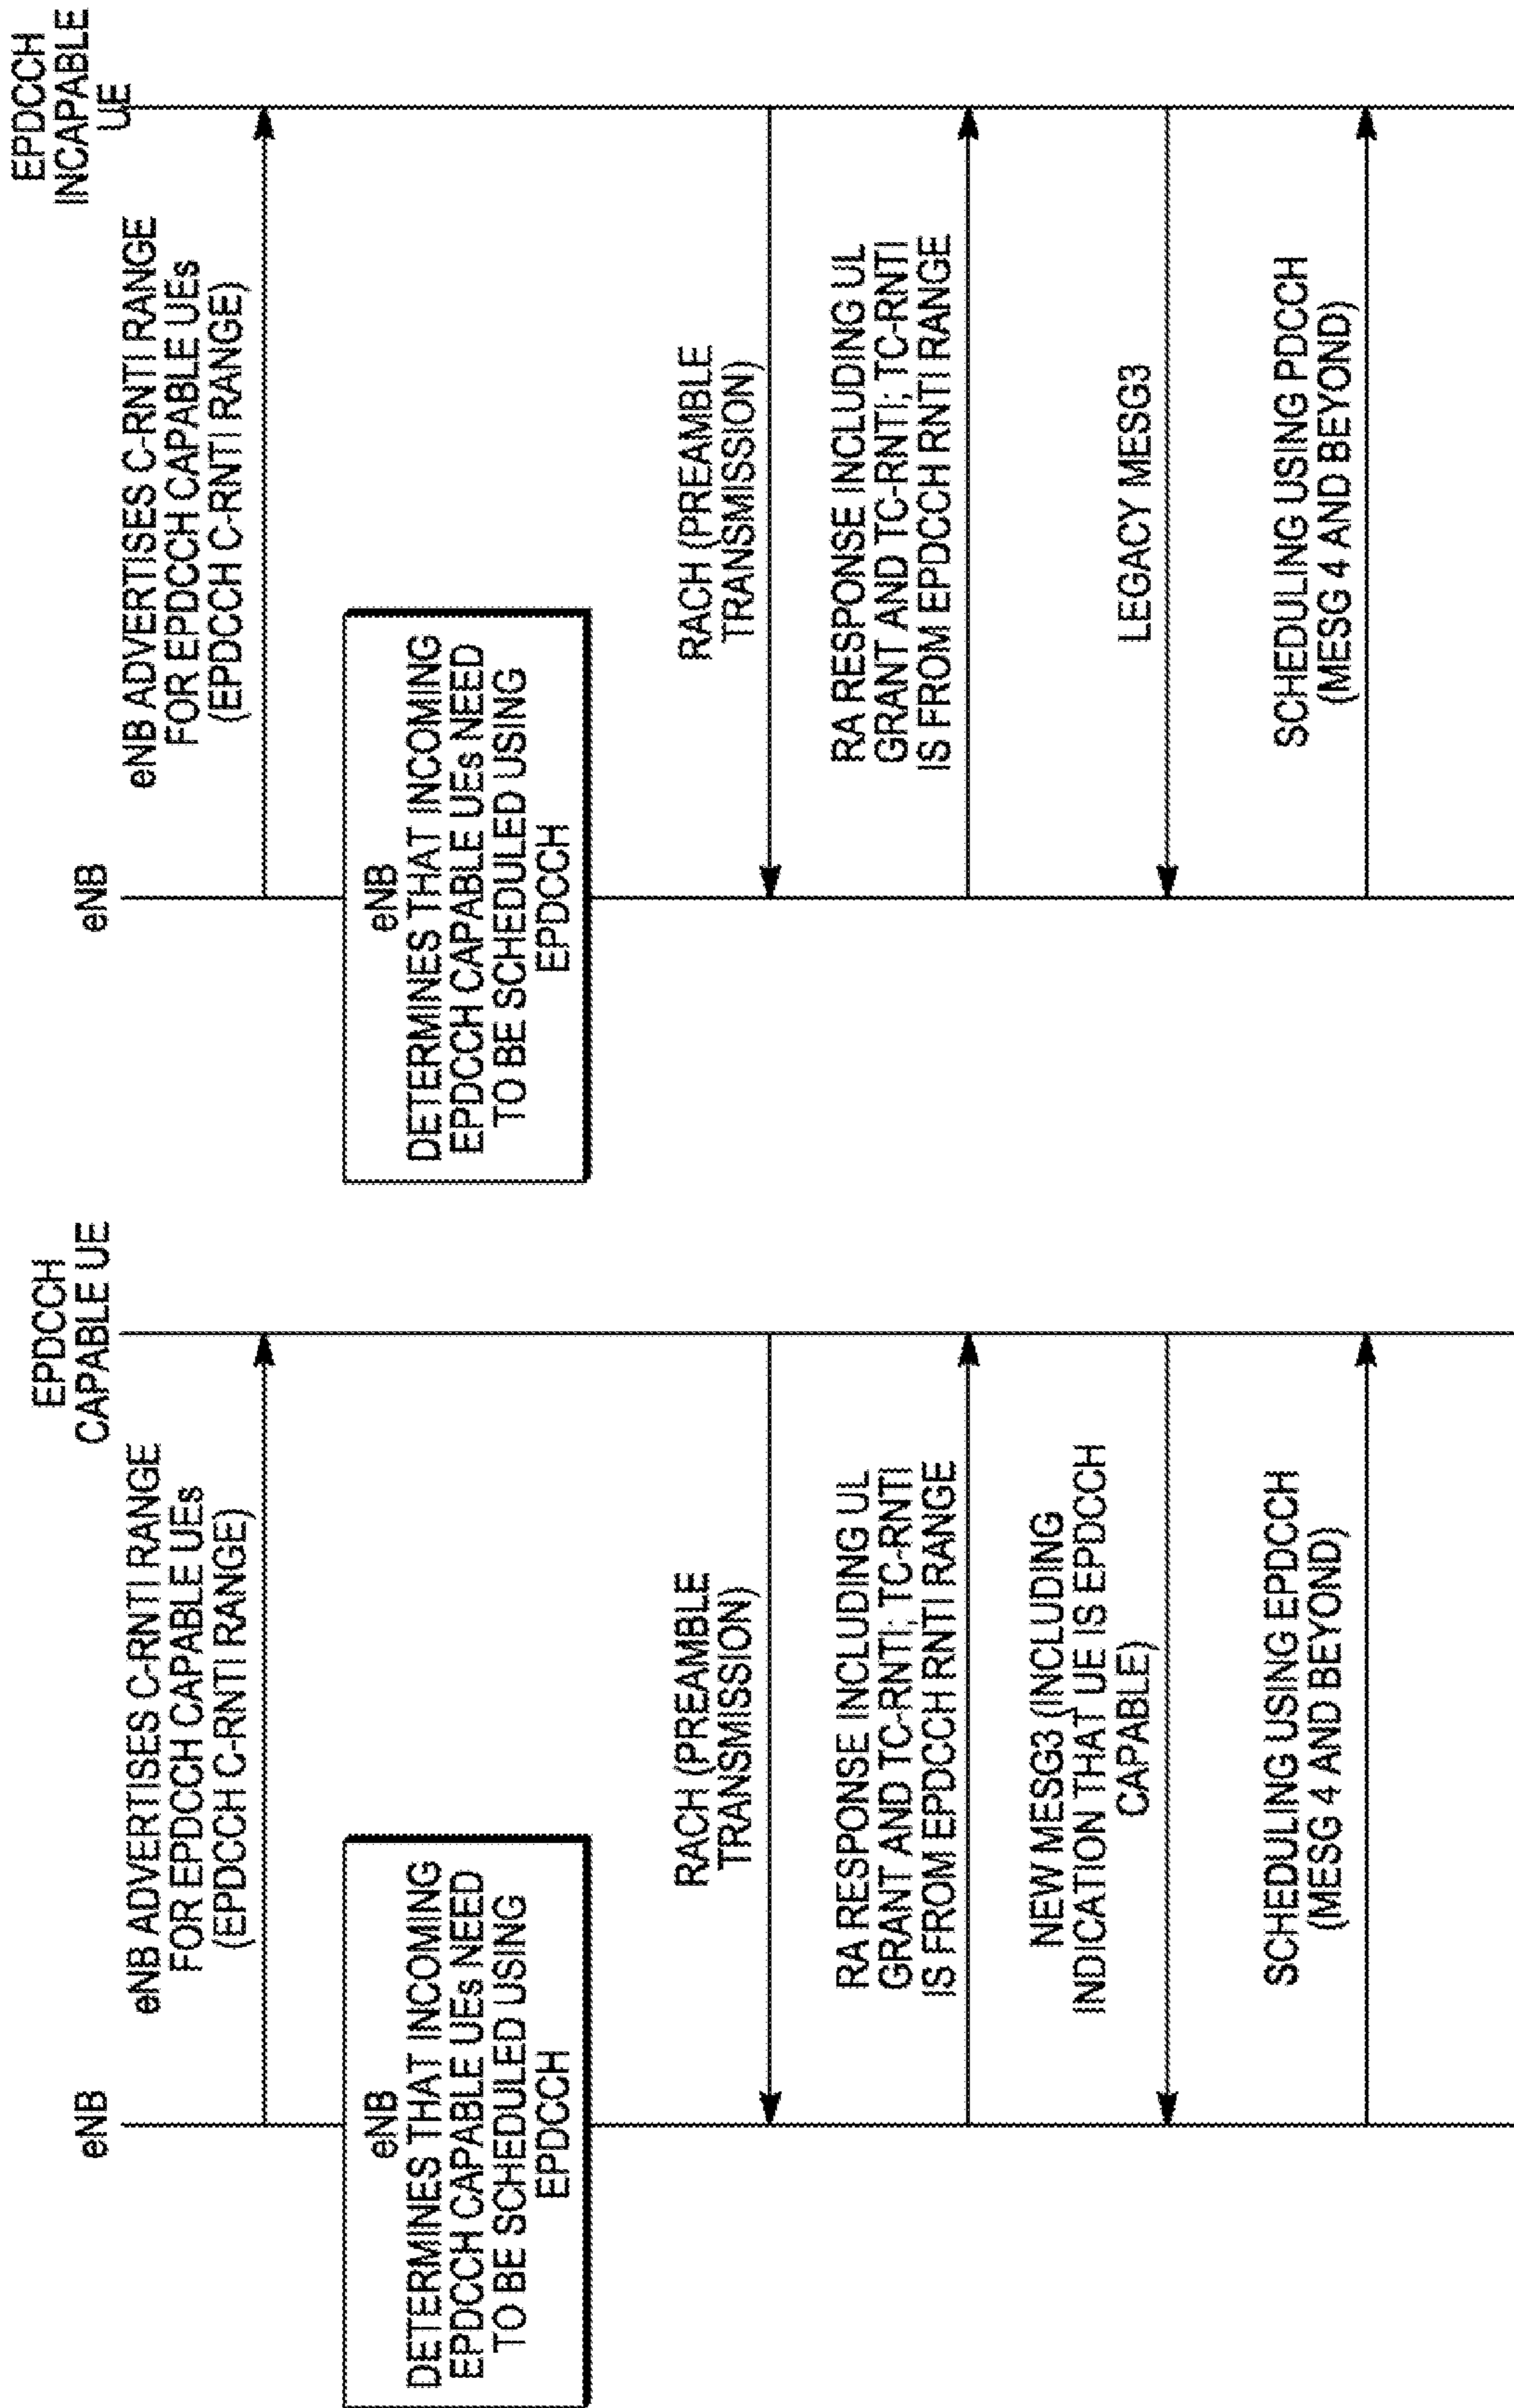 eNB
EPDCCH
CAPABLE UE
eNB ADVERTISES C-RNTI RANGE
FOR EPDCCH CAPABLE UEs
(EPDCCH C-RNTI RANGE)
eNB
DETERMINES THAT INCOMING
EPDCCH CAPABLE UEs NEED
TO BE SCHEDULED USING
EPDCCH
RACH (PREAMBLE
TRANSMISSION)
RA RESPONSE INCLUDING UL
GRANT AND TC-RNTI; TC-RNTI
IS FROM EPDCCH RNTI RANGE
NEW MESG3 (INCLUDING
INDICATION THAT UE IS EPDCCH
CAPABLE)
SCHEDULING USING EPDCCH
(MESG 4 AND BEYOND)
eNB
EPDCCH
INCAPABLE
UE
eNB ADVERTISES C-RNTI RANGE
FOR EPDCCH CAPABLE UEs
(EPDCCH C-RNTI RANGE)
eNB
DETERMINES THAT INCOMING
EPDCCH CAPABLE UEs NEED
TO BE SCHEDULED USING
EPDCCH
RACH (PREAMBLE
TRANSMISSION)
RA RESPONSE INCLUDING UL
GRANT AND TC-RNTI; TC-RNTI
IS FROM EPDCCH RNTI RANGE
LEGACY MESG3
SCHEDULING USING PDCCH
(MESG 4 AND BEYOND)